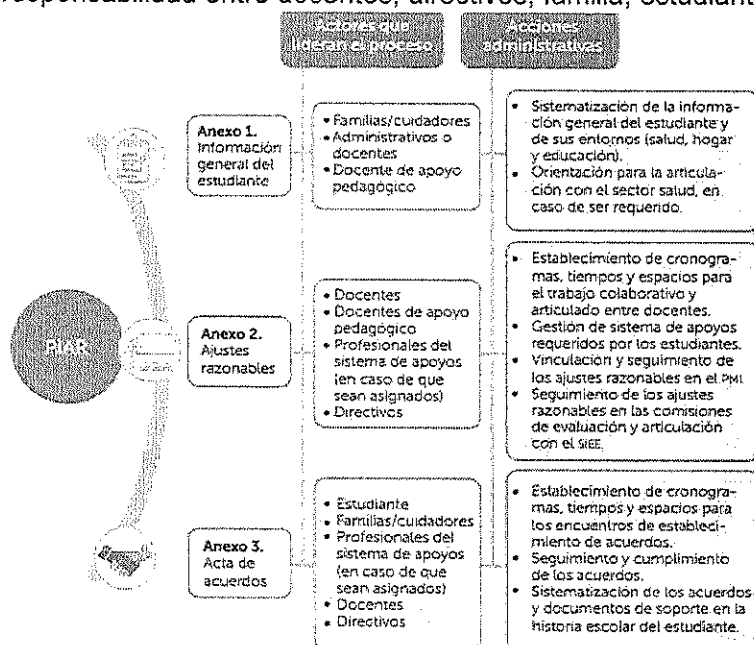 responsabilidad entre docentes, directivos, familia, estudiant
Actores que
lideran el proceso
Acciones
administrativas
PIAR
Anexo 1.
Información
general del
estudiante
• Familias/cuidadores
• Administrativos o
docentes
• Docente de apoyo
pedagógico
• Sistematización de la informa-
ción general del estudiante y
de sus entornos (salud, hogar
y educación).
• Orientación para la articula-
ción con el sector salud, en
caso de ser requerido.
Anexo 2.
Ajustes
razonables
• Docentes
• Docentes de apoyo
pedagógico
• Profesionales del
sistema de apoyos
(en caso de que
sean asignados)
• Directivos
• Establecimiento de cronogra-
mas, tiempos y espacios para
el trabajo colaborativo y
articulado entre docentes.
• Gestión de sistema de apoyos
requeridos por los estudiantes.
• Vinculación y seguimiento de
los ajustes razonables en el PMI
• Seguimiento de los ajustes
razonables en las comisiones
de evaluación y articulación
con el SIEE.
Anexo 3.
Acta de
acuerdos
• Estudiante
• Familias/cuidadores
• Profesionales del
sistema de apoyos
(en caso de que
sean asignados)
• Docentes
• Directivos
• Establecimiento de cronogra-
mas, tiempos y espacios para
los encuentros de estableci-
miento de acuerdos.
• Seguimiento y cumplimiento
de los acuerdos.
• Sistematización de los acuerdos
y documentos de soporte en la
historia escolar del estudiante.